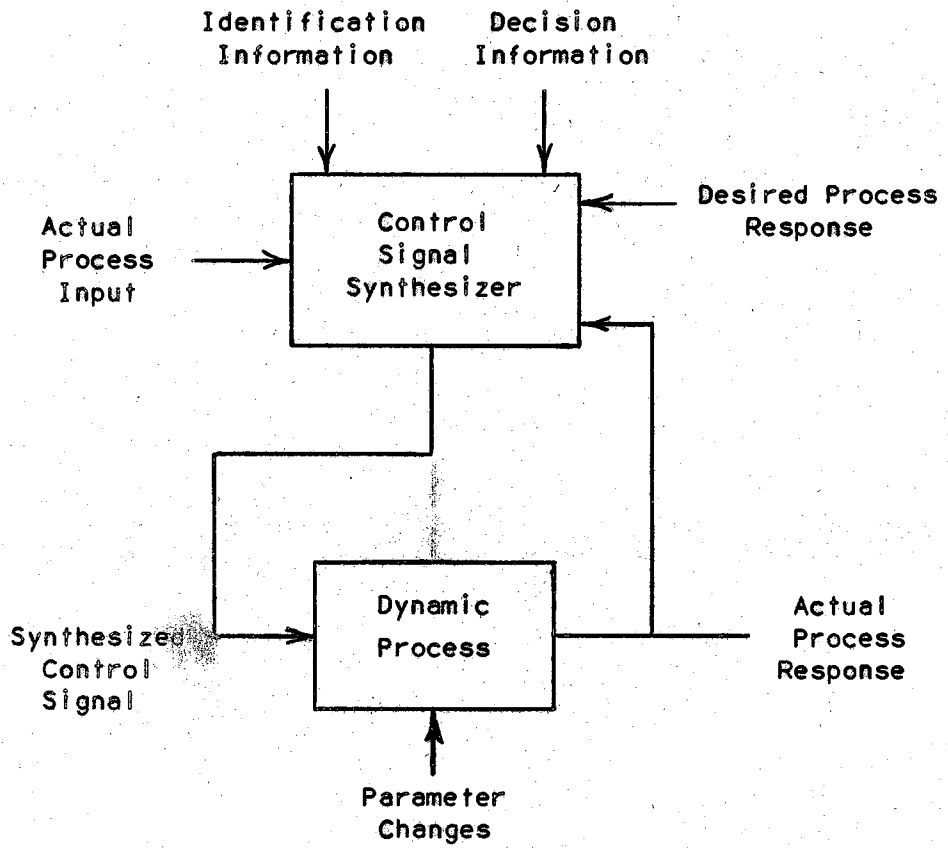 Identification
Information
Decision
Information
Desired Process
Response
Actual
Process
Input
Control
Signal
Synthesizer
Dynamic
Process
Actual
Process
Response
Synthesized
Control
Signal
Parameter
Changes